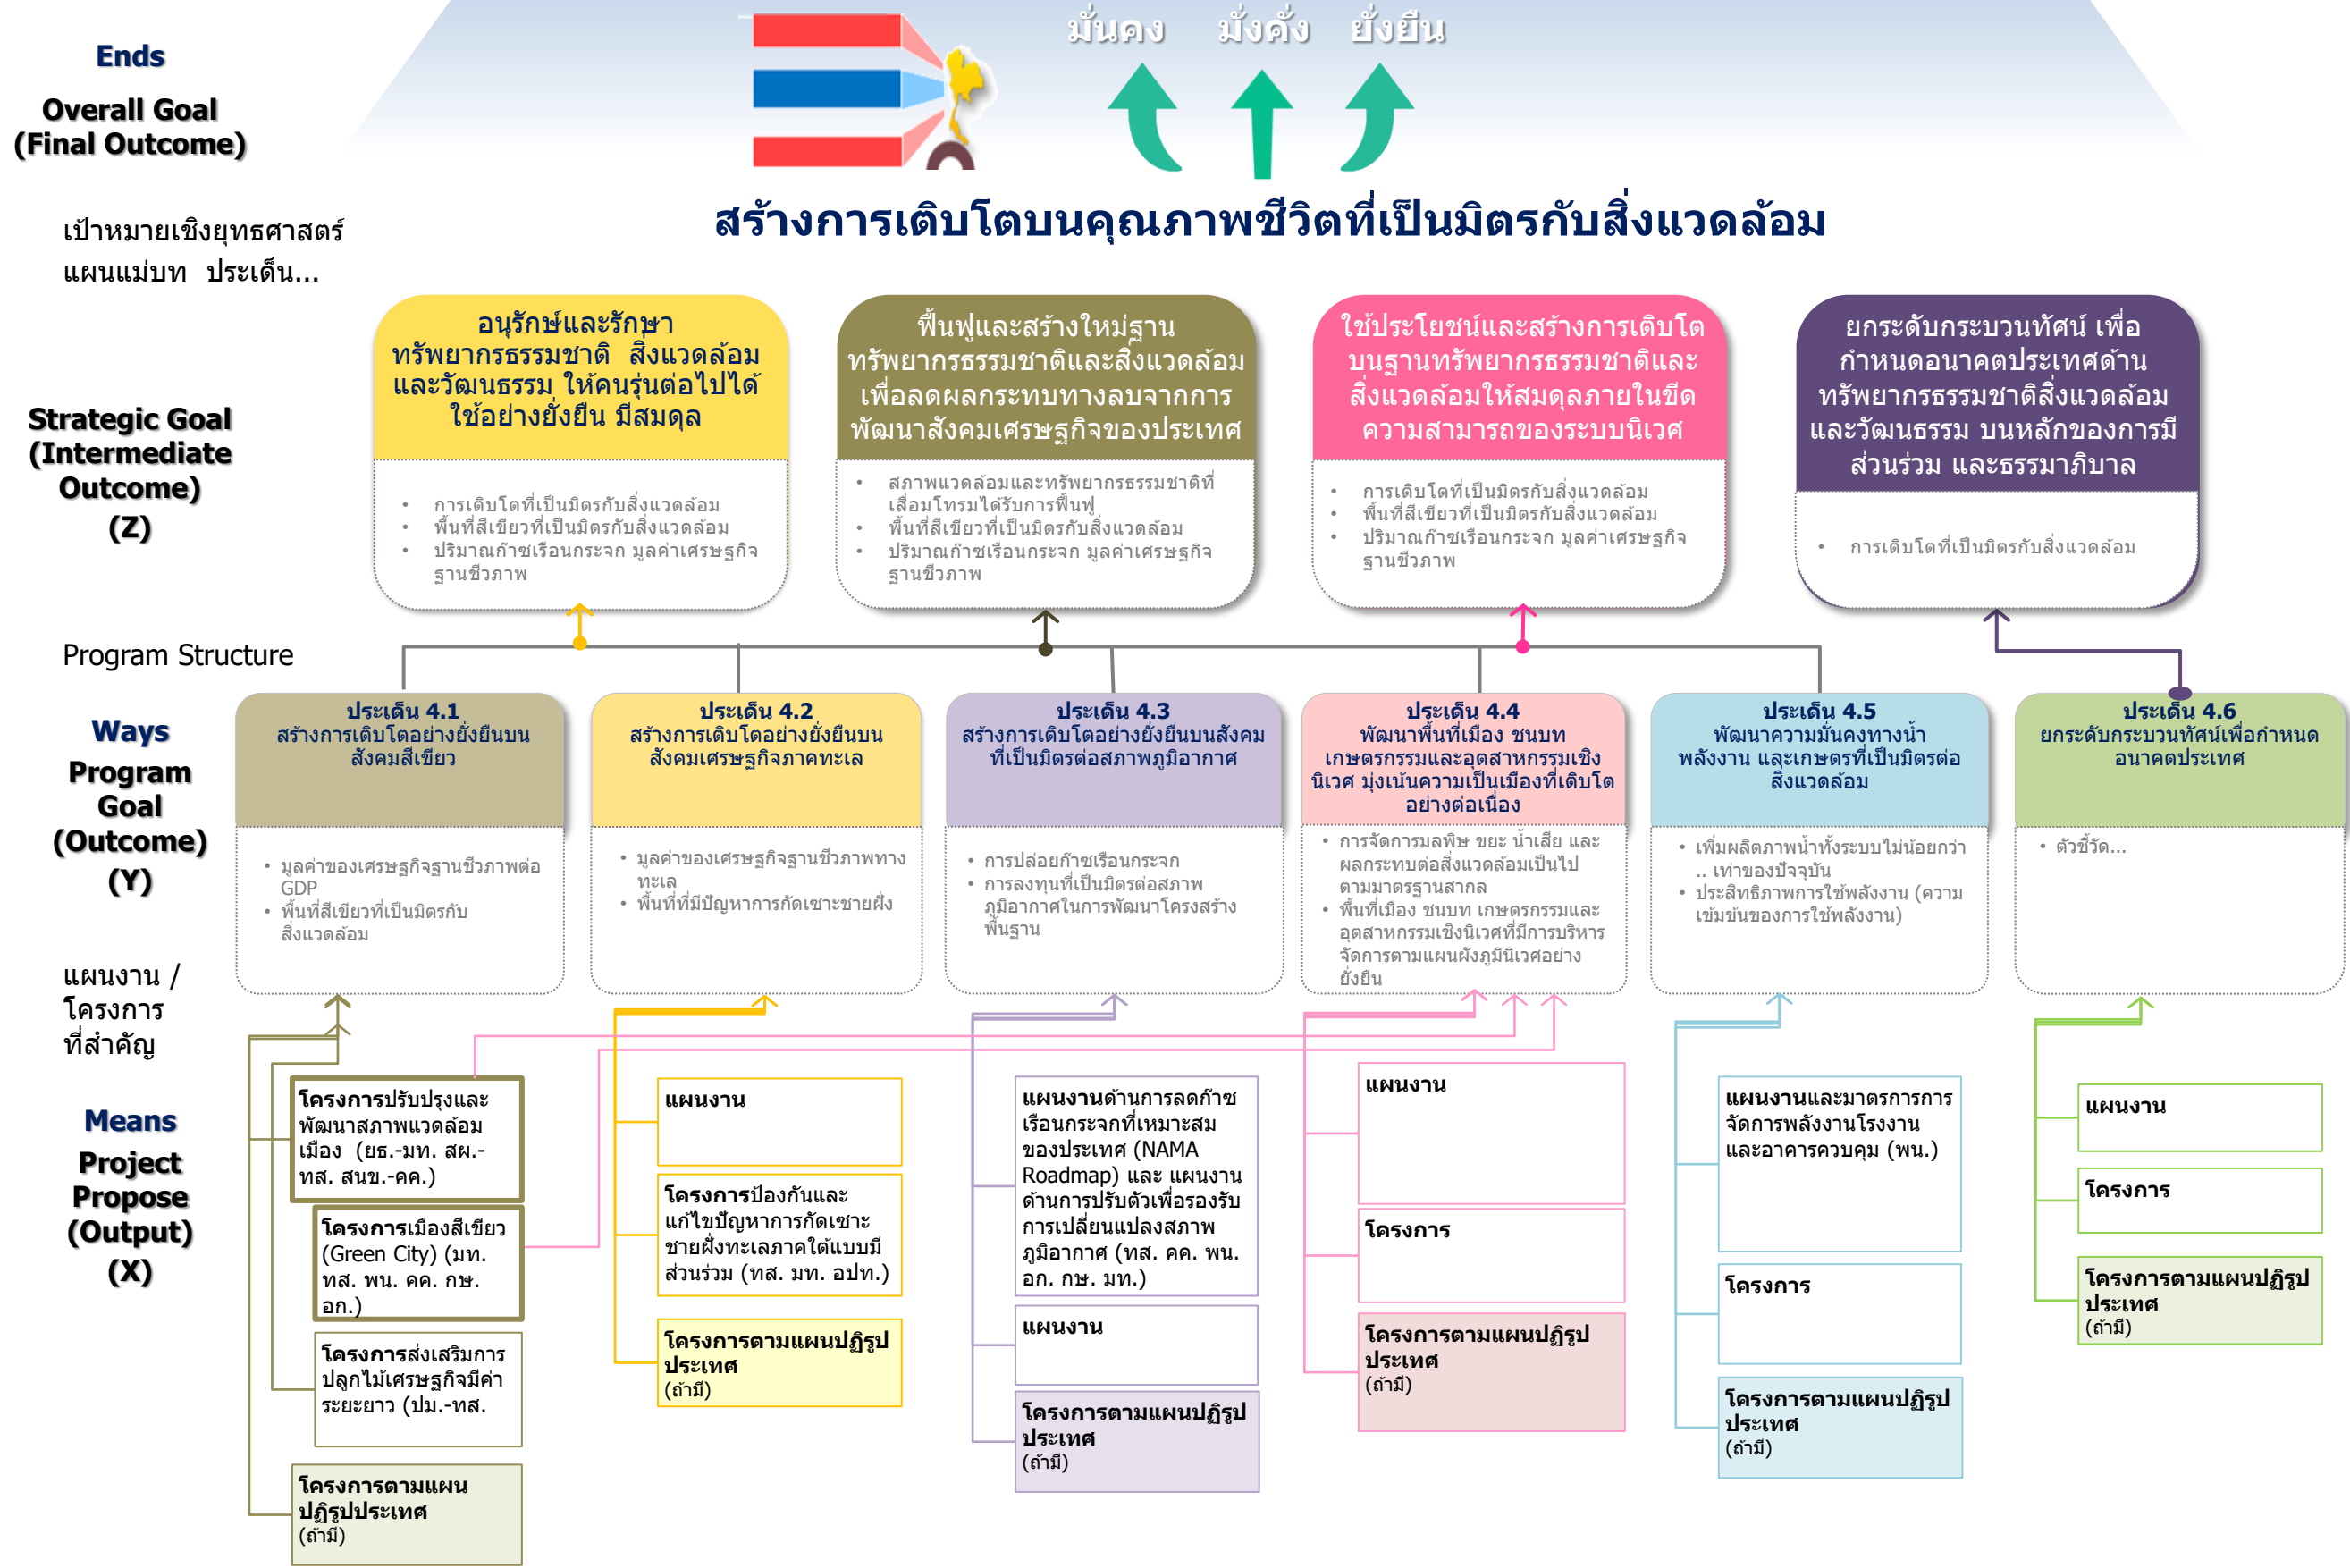 มั่นคง มั่งคั่ง ยั่งยืน
Ends
Overall Goal
(Final Outcome)
สร้างการเติบโตบนคุณภาพชีวิตที่เป็นมิตรกับสิ่งแวดล้อม
เป้าหมายเชิงยุทธศาสตร์
แผนแม่บท ประเด็น...
Strategic Goal
(Intermediate
Outcome)
(Z)
อนุรักษ์และรักษา
ทรัพยากรธรรมชาติ สิ่งแวดล้อม
และวัฒนธรรม ให้คนรุ่นต่อไปได้
ใช้อย่างยั่งยืน มีสมดุล
• การเติบโตที่เป็นมิตรกับสิ่งแวดล้อม
• พื้นที่สีเขียวที่เป็นมิตรกับสิ่งแวดล้อม
• ปริมาณก๊าซเรือนกระจก มูลค่าเศรษฐกิจ
ฐานชีวภาพ
ฟื้นฟูและสร้างใหม่ฐาน
ทรัพยากรธรรมชาติและสิ่งแวดล้อม
เพื่อลดผลกระทบทางลบจากการ
พัฒนาสังคมเศรษฐกิจของประเทศ
• สภาพแวดล้อมและทรัพยากรธรรมชาติที่
เสื่อมโทรมได้รับการฟื้นฟู
• พื้นที่สีเขียวที่เป็นมิตรกับสิ่งแวดล้อม
• ปริมาณก๊าซเรือนกระจก มูลค่าเศรษฐกิจ
ฐานชีวภาพ
ใช้ประโยชน์และสร้างการเติบโต
บนฐานทรัพยากรธรรมชาติและ
สิ่งแวดล้อมให้สมดุลภายในขีด
ความสามารถของระบบนิเวศ
• การเติบโตที่เป็นมิตรกับสิ่งแวดล้อม
• พื้นที่สีเขียวที่เป็นมิตรกับสิ่งแวดล้อม
• ปริมาณก๊าซเรือนกระจก มูลค่าเศรษฐกิจ
ฐานชีวภาพ
ยกระดับกระบวนทัศน์ เพื่อ
กำหนดอนาคตประเทศด้าน
ทรัพยากรธรรมชาติสิ่งแวดล้อม
และวัฒนธรรม บนหลักของการมี
ส่วนร่วม และธรรมาภิบาล
• การเติบโตที่เป็นมิตรกับสิ่งแวดล้อม
Program Structure
Ways
Program
Goal
(Outcome)
(Y)
ประเด็น 4.1
สร้างการเติบโตอย่างยั่งยืนบน
สังคมสีเขียว
• มูลค่าของเศรษฐกิจฐานชีวภาพต่อ
GDP
• พื้นที่สีเขียวที่เป็นมิตรกับ
สิ่งแวดล้อม
ประเด็น 4.2
สร้างการเติบโตอย่างยั่งยืนบน
สังคมเศรษฐกิจภาคทะเล
• มูลค่าของเศรษฐกิจฐานชีวภาพทาง
ทะเล
• พื้นที่ที่มีปัญหาการกัดเซาะชายฝั่ง
ประเด็น 4.3
สร้างการเติบโตอย่างยั่งยืนบนสังคม
ที่เป็นมิตรต่อสภาพภูมิอากาศ
• การปล่อยก๊าซเรือนกระจก
• การลงทุนที่เป็นมิตรต่อสภาพ
ภูมิอากาศในการพัฒนาโครงสร้าง
พื้นฐาน
ประเด็น 4.4
พัฒนาพื้นที่เมือง ชนบท
เกษตรกรรมและอุตสาหกรรมเชิง
นิเวศ มุ่งเน้นความเป็นเมืองที่เติบโต
อย่างต่อเนื่อง
• การจัดการมลพิษ ขยะ น้ำเสีย และ
ผลกระทบต่อสิ่งแวดล้อมเป็นไป
ตามมาตรฐานสากล
• พื้นที่เมือง ชนบท เกษตรกรรมและ
อุตสาหกรรมเชิงนิเวศที่มีการบริหาร
จัดการตามแผนผังภูมินิเวศอย่าง
ยั่งยืน
ประเด็น 4.5
พัฒนาความมั่นคงทางน้ำ
พลังงาน และเกษตรที่เป็นมิตรต่อ
สิ่งแวดล้อม
• เพิ่มผลิตภาพน้ำทั้งระบบไม่น้อยกว่า
.. เท่าของปัจจุบัน
• ประสิทธิภาพการใช้พลังงาน (ความ
เข้มข้นของการใช้พลังงาน)
ประเด็น 4.6
ยกระดับกระบวนทัศน์เพื่อกำหนด
อนาคตประเทศ
• ตัวชี้วัด...
แผนงาน /
โครงการ
ที่สำคัญ
Means
Project
Propose
(Output)
(X)
โครงการปรับปรุงและ
พัฒนาสภาพแวดล้อม
เมือง (ยธ.-มท. สผ.-
ทส. สนข.-คค.)
โครงการเมืองสีเขียว
(Green City) (มท.
ทส. พน. คค. กษ.
อก.)
โครงการส่งเสริมการ
ปลูกไม้เศรษฐกิจมีค่า
ระยะยาว (ปม.-ทส.
โครงการตามแผน
ปฏิรูปประเทศ
(ถ้ามี)
แผนงาน
โครงการป้องกันและ
แก้ไขปัญหาการกัดเซาะ
ชายฝั่งทะเลภาคใต้แบบมี
ส่วนร่วม (ทส. มท. อปท.)
โครงการตามแผนปฏิรูป
ประเทศ
(ถ้ามี)
แผนงานด้านการลดก๊าซ
เรือนกระจกที่เหมาะสม
ของประเทศ (NAMA
Roadmap) และ แผนงาน
ด้านการปรับตัวเพื่อรองรับ
การเปลี่ยนแปลงสภาพ
ภูมิอากาศ (ทส. คค. พน.
อก. กษ. มท.)
แผนงาน
โครงการตามแผนปฏิรูป
ประเทศ
(ถ้ามี)
แผนงาน
โครงการ
โครงการตามแผนปฏิรูป
ประเทศ
(ถ้ามี)
แผนงานและมาตรการการ
จัดการพลังงานโรงงาน
และอาคารควบคุม (พน.)
โครงการ
โครงการตามแผนปฏิรูป
ประเทศ
(ถ้ามี)
แผนงาน
โครงการ
โครงการตามแผนปฏิรูป
ประเทศ
(ถ้ามี)